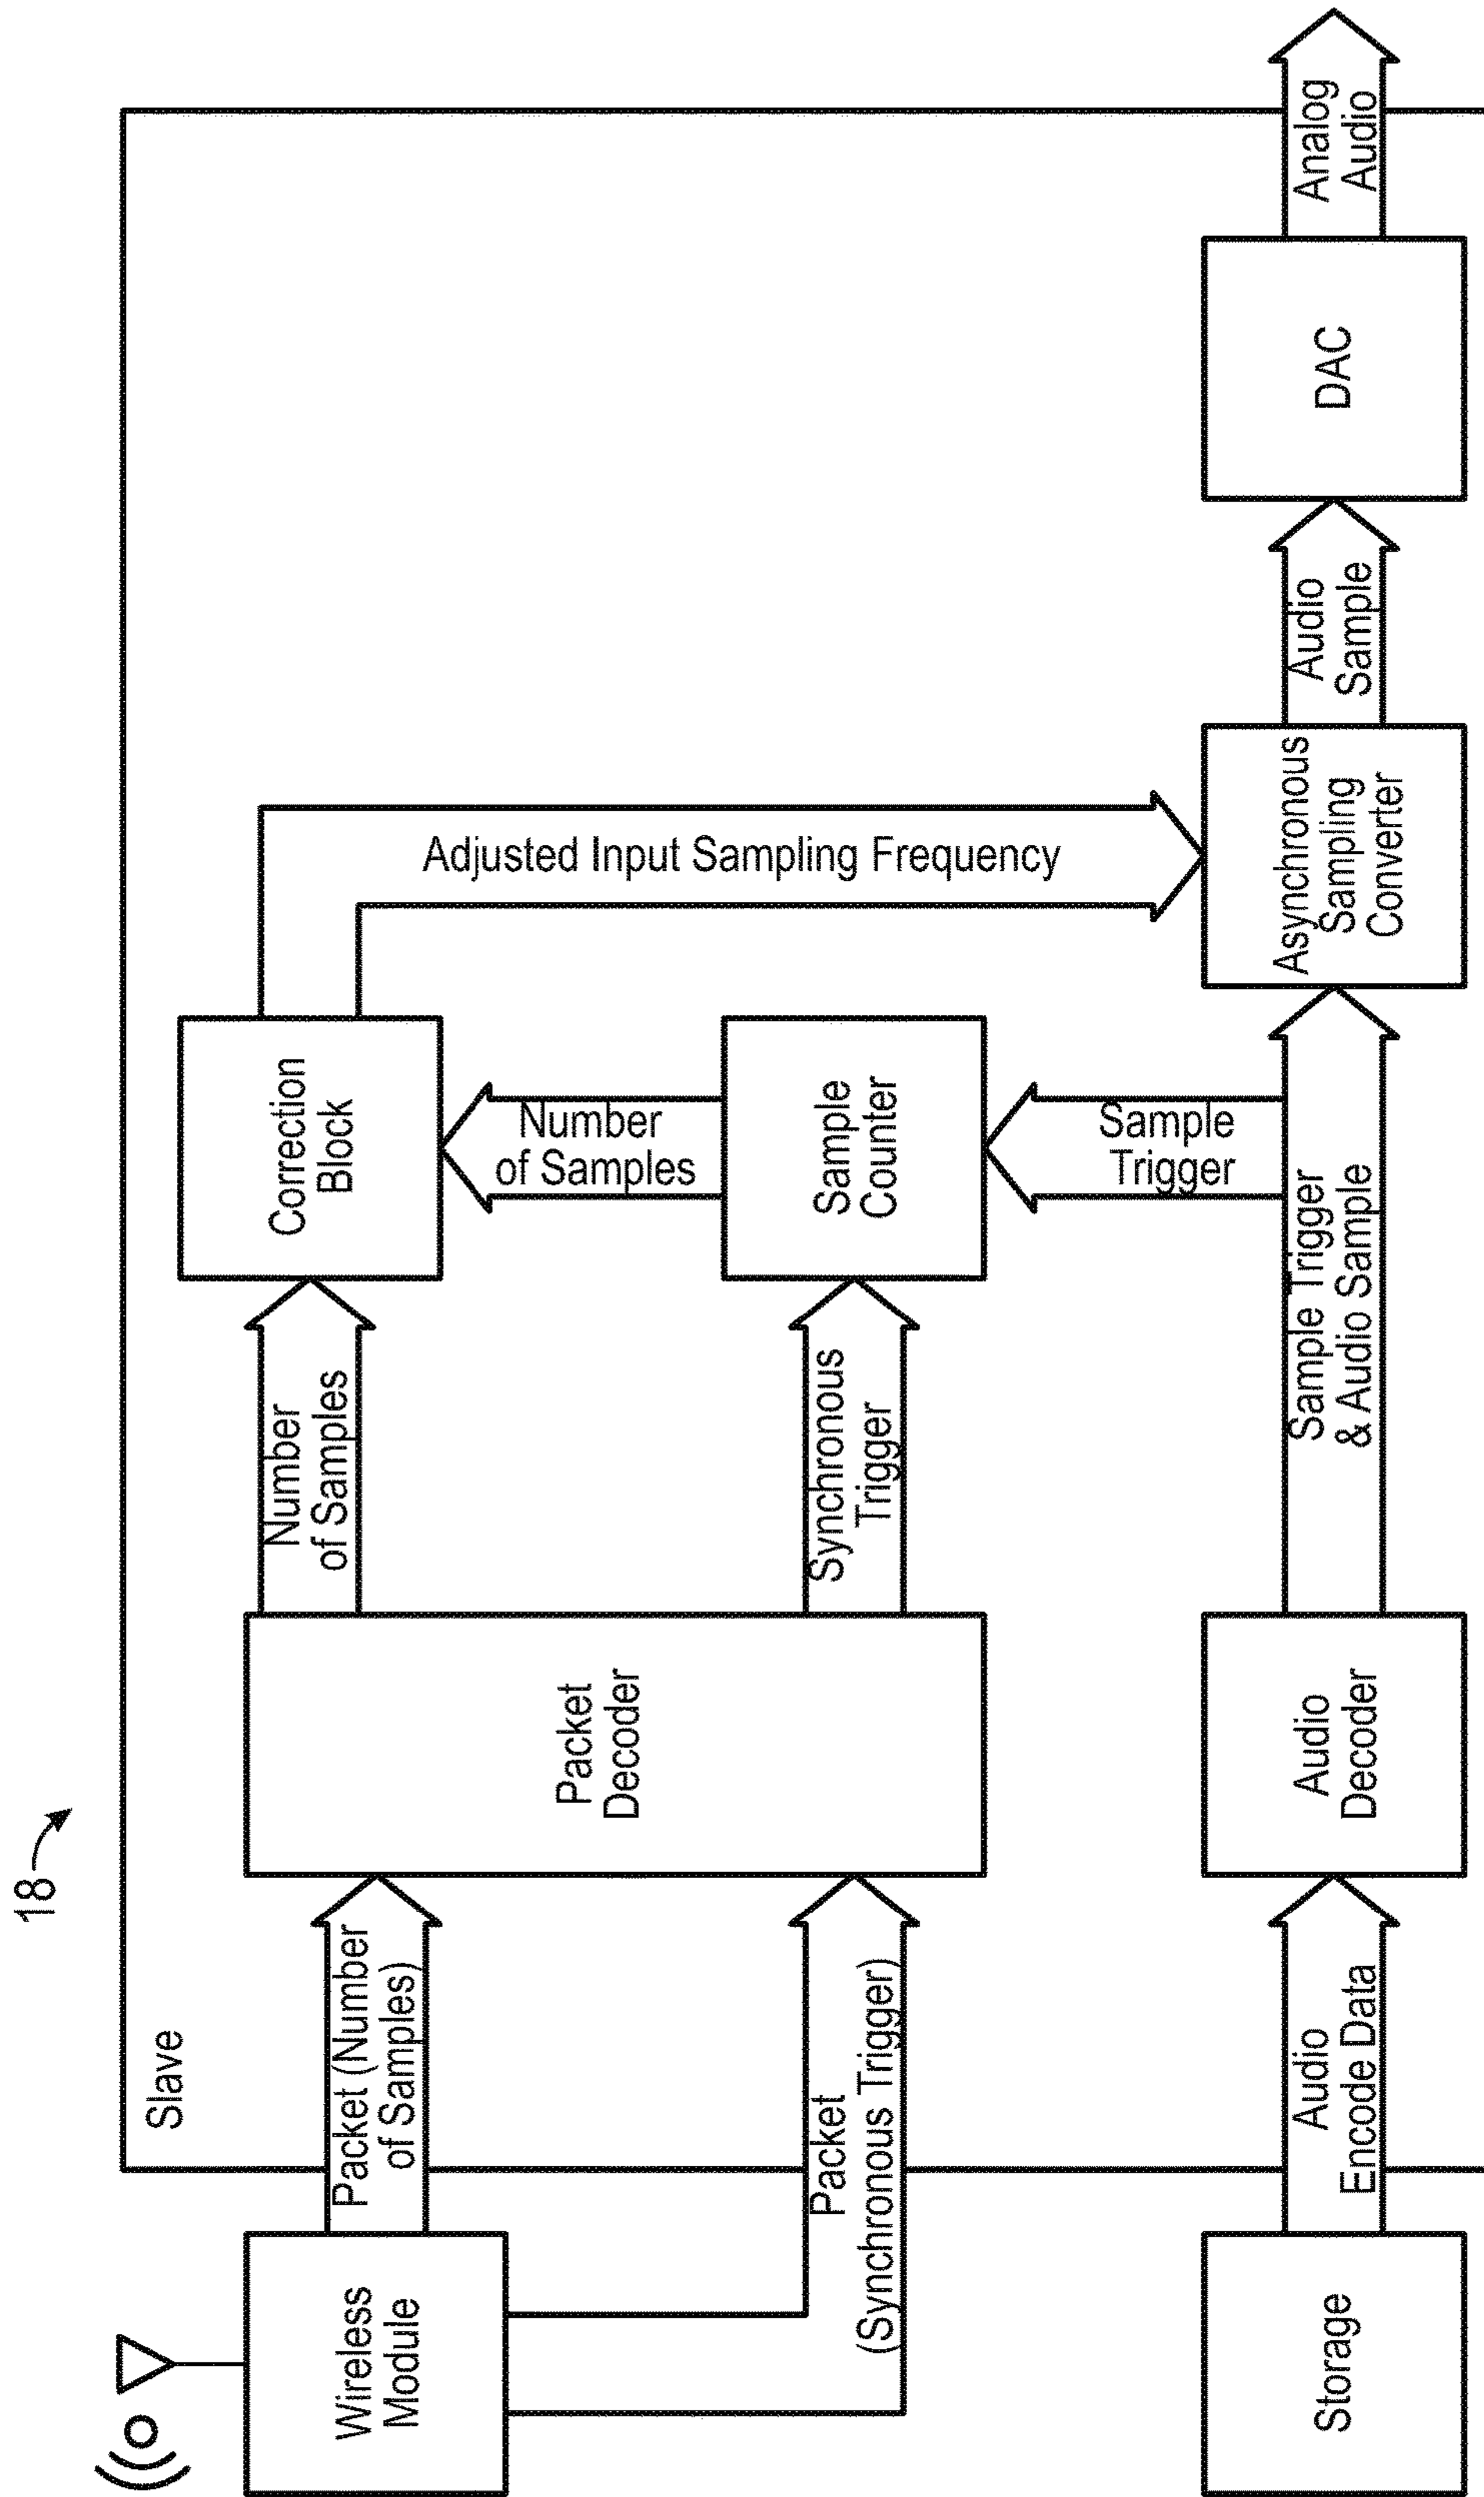 18
Slave
Wireless
Module
Packet (Number
of Samples)
Packet
(Synchronous Trigger)
Packet
Decoder
Number
of Samples
Synchronous
Trigger
Correction
Block
Number
of Samples
Sample
Counter
Sample
Trigger
Adjusted Input Sampling Frequency
Storage
Audio
Encode Data
Audio
Decoder
Sample Trigger
& Audio Sample
Asynchronous
Sampling
Converter
Audio
Sample
DAC
Analog
Audio